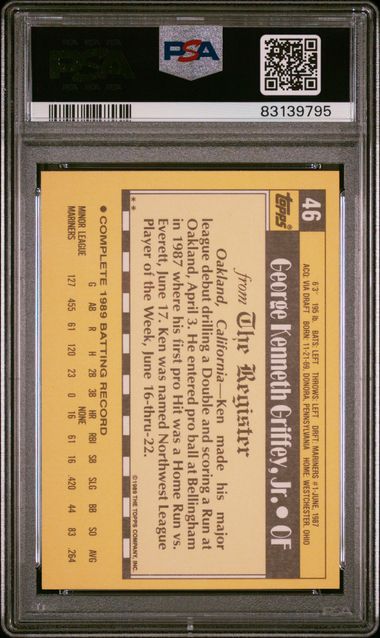 PSA
PSA
83139795
46
Topps
George Kenneth Griffey, Jr. • OF
6'3" 195 lb. BATS: LEFT THROWS: LEFT DRFT: MARINERS #1-JUNE, 1987
ACQ: VIA DRAFT BORN: 11-21-69, DONORA, PENNSYLVANIA HOME: WESTCHESTER, OHIO
from The Register
Oakland, California—Ken made his major
league debut drilling a Double and scoring a Run at
Oakland, April 3. He entered pro ball at Bellingham
in 1987 where his first pro Hit was a Home Run vs.
Everett, June 17. Ken was named Northwest League
Player of the Week, June 16-thru-22.
** ©1989 THE TOPPS COMPANY, INC.
• COMPLETE 1989 BATTING RECORD
G AB R H 2B 3B HR RBI SB SLG BB SO AVG
MINOR LEAGUE NONE
MARINERS 127 455 61 120 23 0 16 61 16 .420 44 83 .264